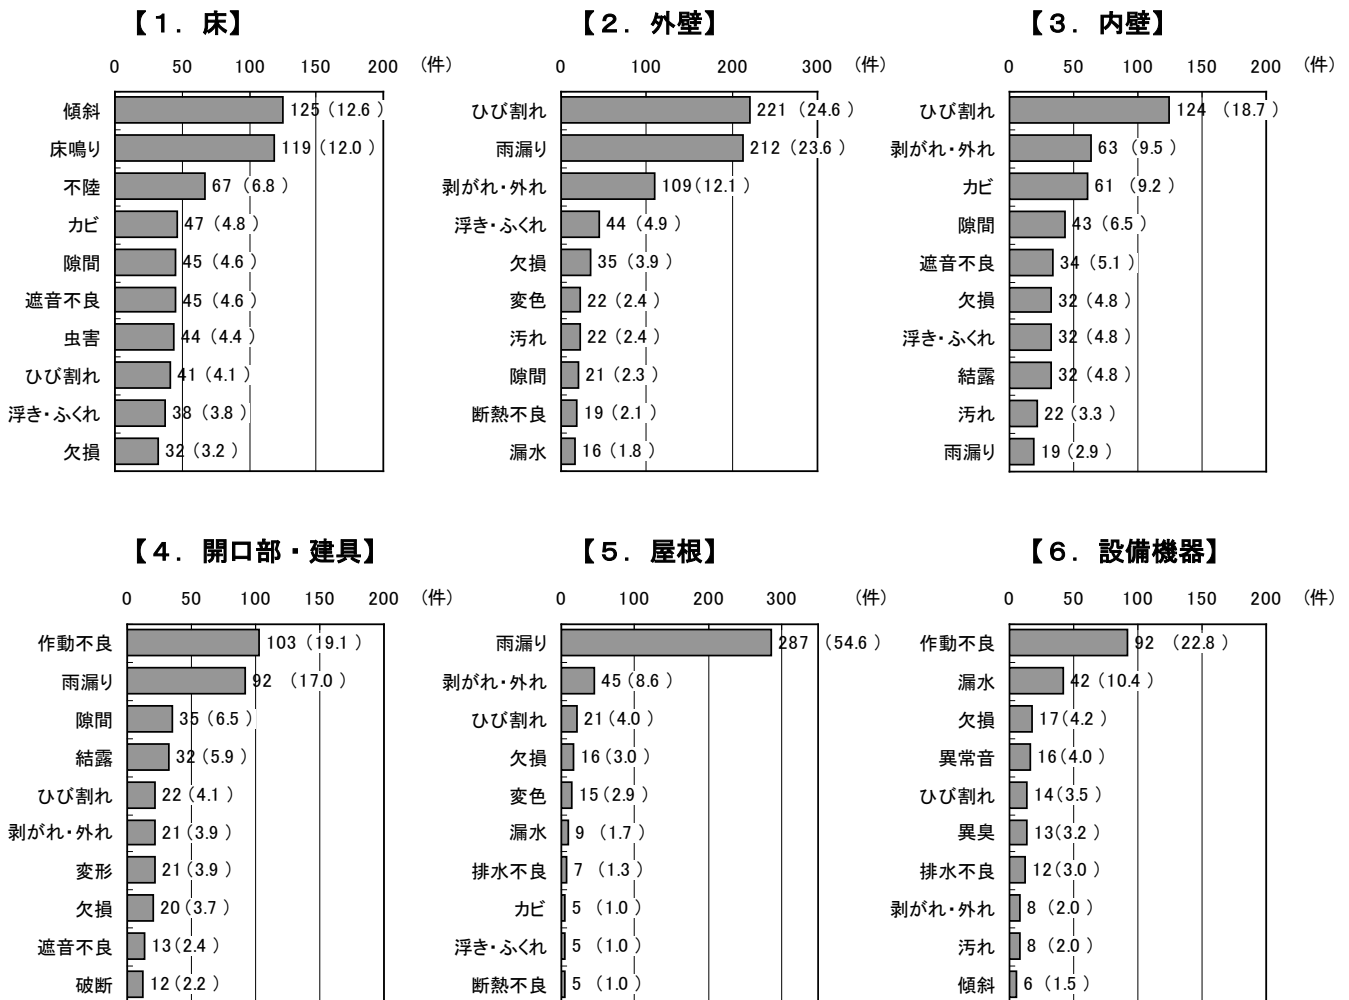 【１．床】
0 50 100 150 200 (件)
傾斜 125 (12.6 )
床鳴り 119 (12.0 )
不陸 67 (6.8 )
カビ 47 (4.8 )
隙間 45 (4.6 )
遮音不良 45 (4.6 )
虫害 44 (4.4 )
ひび割れ 41 (4.1 )
浮き・ふくれ 38 (3.8 )
欠損 32 (3.2 )
【２．外壁】
0 100 200 300 (件)
ひび割れ 221 (24.6 )
雨漏り 212 (23.6 )
剥がれ・外れ 109 (12.1 )
浮き・ふくれ 44 (4.9 )
欠損 35 (3.9 )
変色 22 (2.4 )
汚れ 22 (2.4 )
隙間 21 (2.3 )
断熱不良 19 (2.1 )
漏水 16 (1.8 )
【３．内壁】
0 50 100 150 200 (件)
ひび割れ 124 (18.7 )
剥がれ・外れ 63 (9.5 )
カビ 61 (9.2 )
隙間 43 (6.5 )
遮音不良 34 (5.1 )
欠損 32 (4.8 )
浮き・ふくれ 32 (4.8 )
結露 32 (4.8 )
汚れ 22 (3.3 )
雨漏り 19 (2.9 )
【４．開口部・建具】
0 50 100 150 200 (件)
作動不良 103 (19.1 )
雨漏り 92 (17.0 )
隙間 35 (6.5 )
結露 32 (5.9 )
ひび割れ 22 (4.1 )
剥がれ・外れ 21 (3.9 )
変形 21 (3.9 )
欠損 20 (3.7 )
遮音不良 13 (2.4 )
破断 12 (2.2 )
【５．屋根】
0 100 200 300 (件)
雨漏り 287 (54.6 )
剥がれ・外れ 45 (8.6 )
ひび割れ 21 (4.0 )
欠損 16 (3.0 )
変色 15 (2.9 )
漏水 9 (1.7 )
排水不良 7 (1.3 )
カビ 5 (1.0 )
浮き・ふくれ 5 (1.0 )
断熱不良 5 (1.0 )
【６．設備機器】
0 50 100 150 200 (件)
作動不良 92 (22.8 )
漏水 42 (10.4 )
欠損 17 (4.2 )
異常音 16 (4.0 )
ひび割れ 14 (3.5 )
異臭 13 (3.2 )
排水不良 12 (3.0 )
剥がれ・外れ 8 (2.0 )
汚れ 8 (2.0 )
傾斜 6 (1.5 )